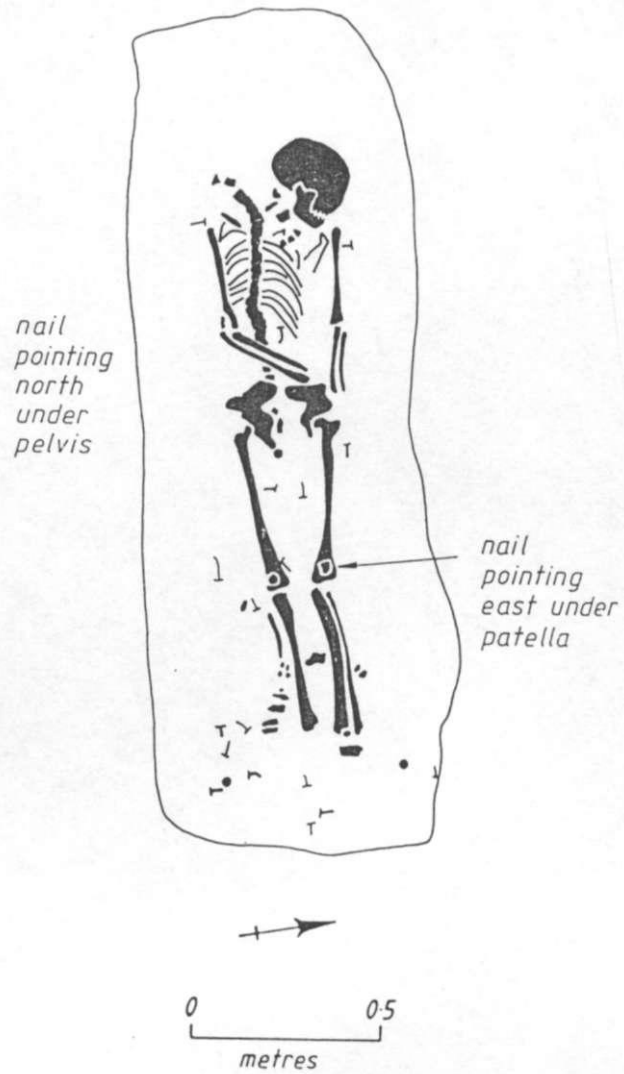 nail
pointing
north
under
pelvis
nail
pointing
east under
patella
0 0·5
metres